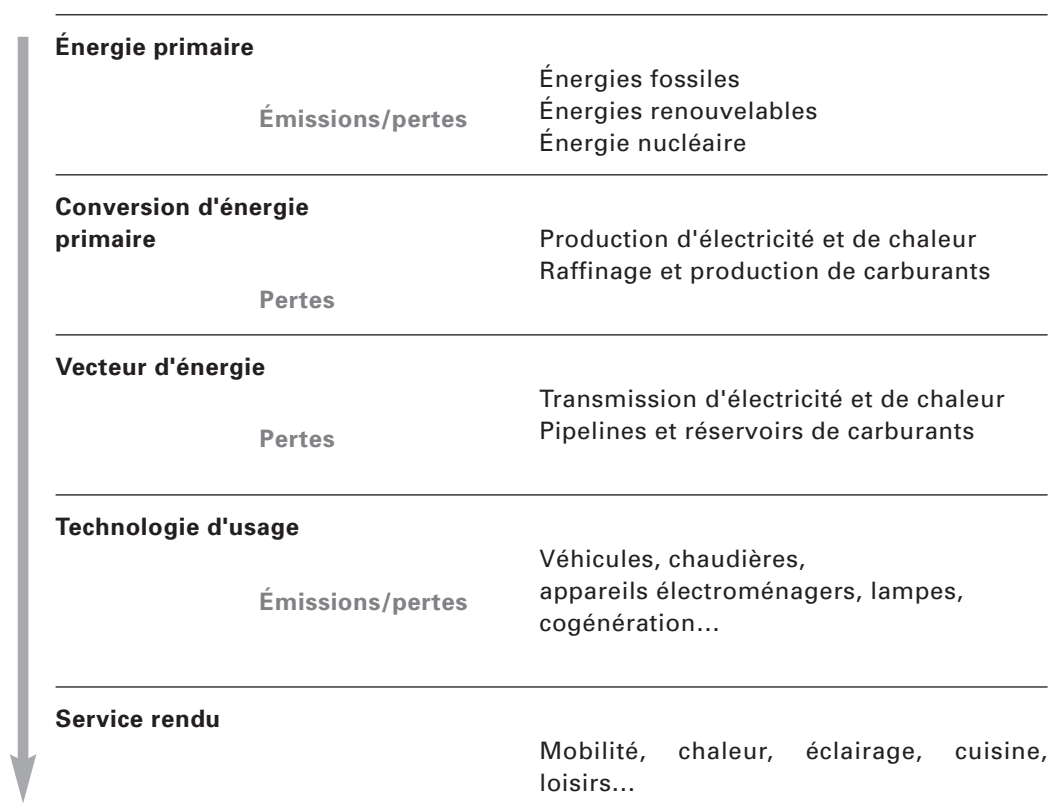 Énergie primaire
Énergies fossiles
Émissions/pertes
Énergies renouvelables
Énergie nucléaire
Conversion d'énergie
primaire
Production d'électricité et de chaleur
Raffinage et production de carburants
Pertes
Vecteur d'énergie
Transmission d'électricité et de chaleur
Pertes
Pipelines et réservoirs de carburants
Technologie d'usage
Véhicules, chaudières,
Émissions/pertes
appareils électroménagers, lampes,
cogénération...
Service rendu
Mobilité, chaleur, éclairage, cuisine,
loisirs...